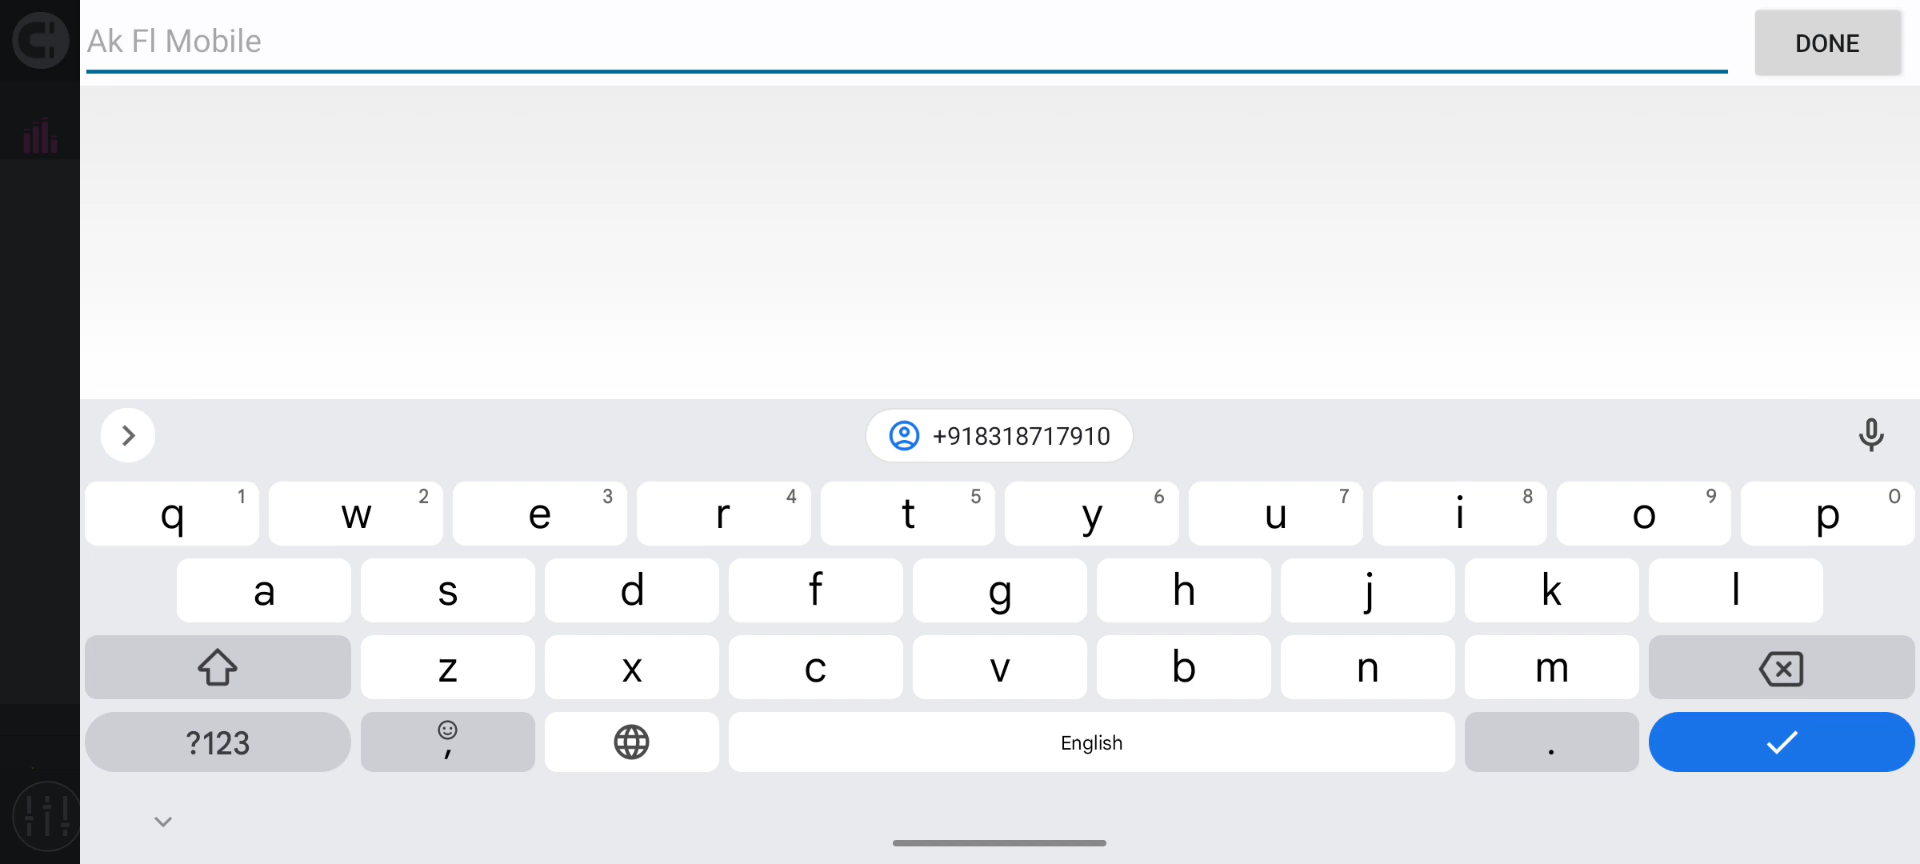 Ak Fl Mobile
DONE
+918318717910
q 1 w 2 e 3 r 4 t 5 y 6 u 7 i 8 o 9 p 0
a s d f g h j k l
z x c v b n m
?123 , English .